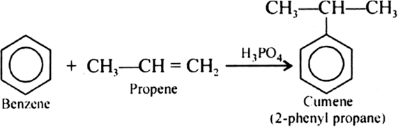 CH₃—CH—CH₃
+ CH₃—CH = CH₂
H₃PO₄
Benzene
Propene
Cumene
(2-phenyl propane)